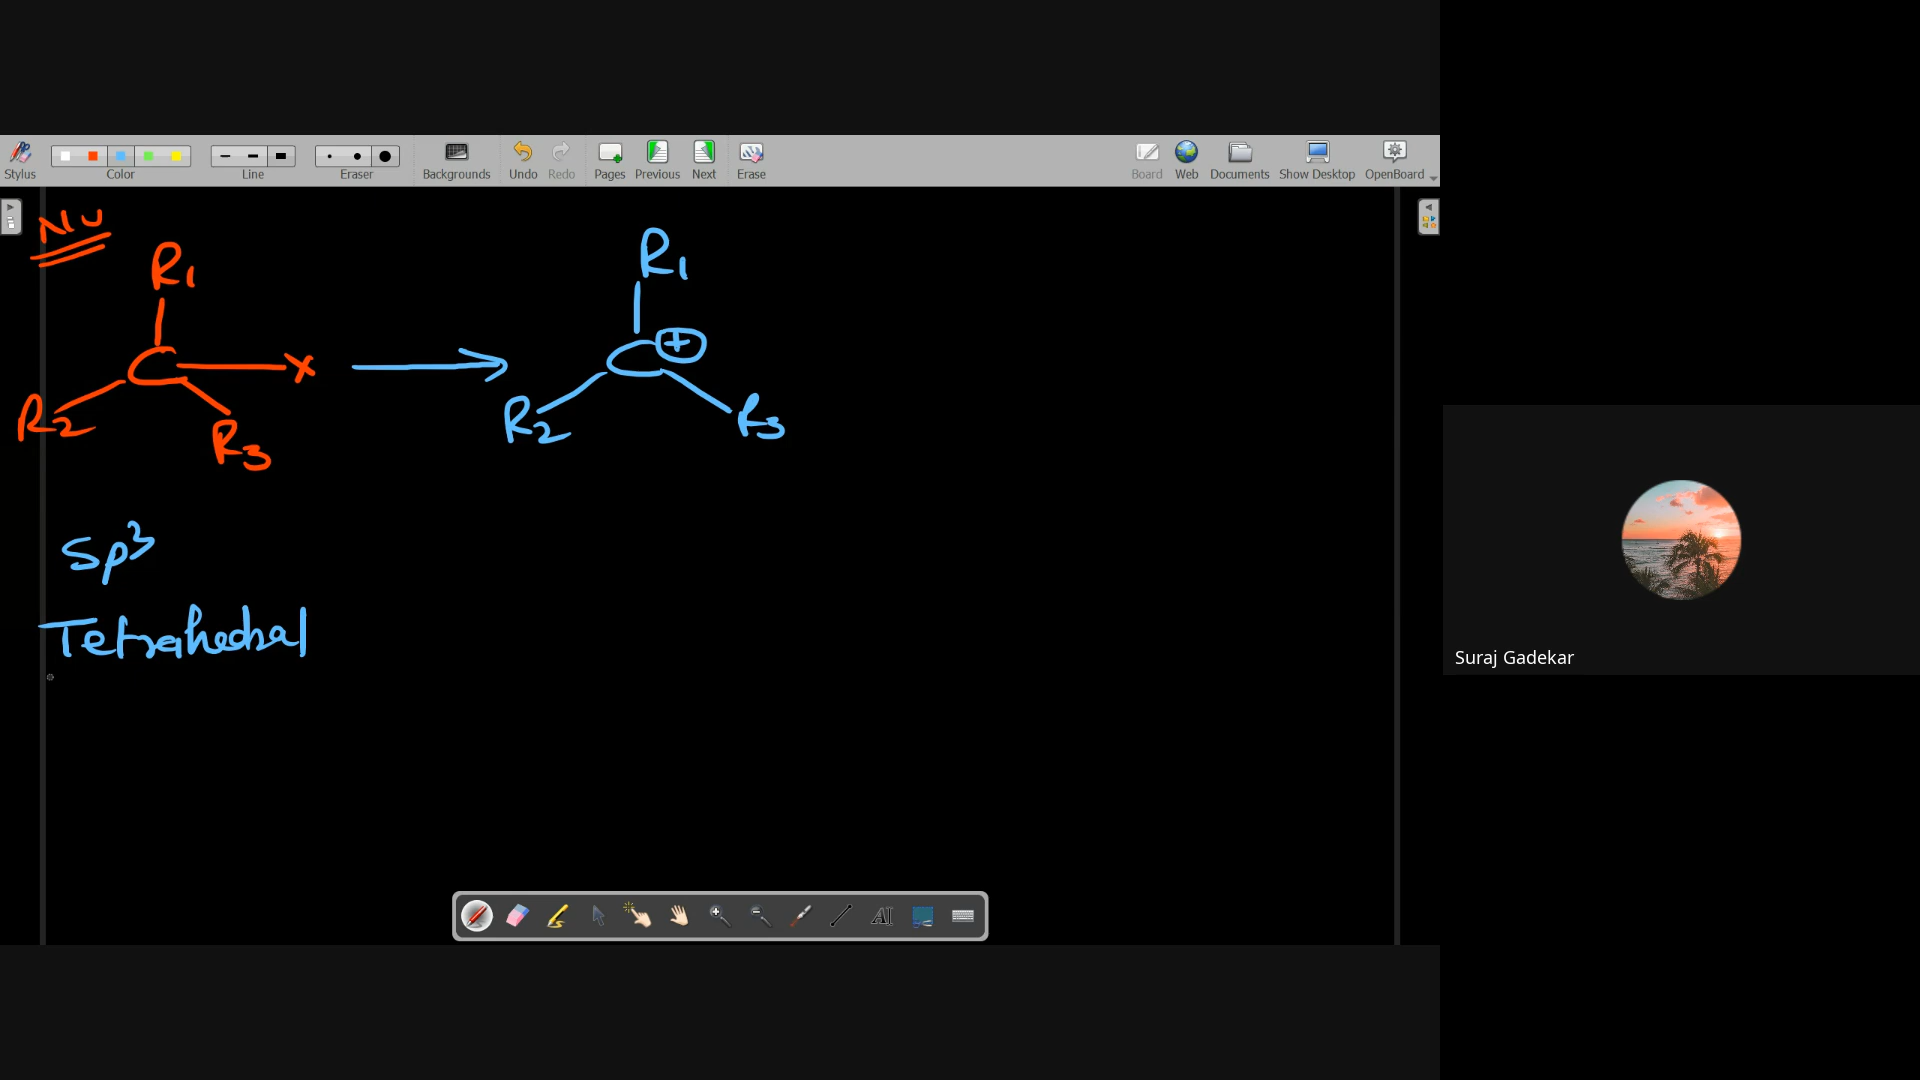 Stylus Color Line Eraser Backgrounds Undo Redo Pages Previous Next Erase Board Web Documents Show Desktop OpenBoard
Nu
R1 R1
C X C +
R2 R3 R2 R3
Sp3
Tetrahedral
Suraj Gadekar